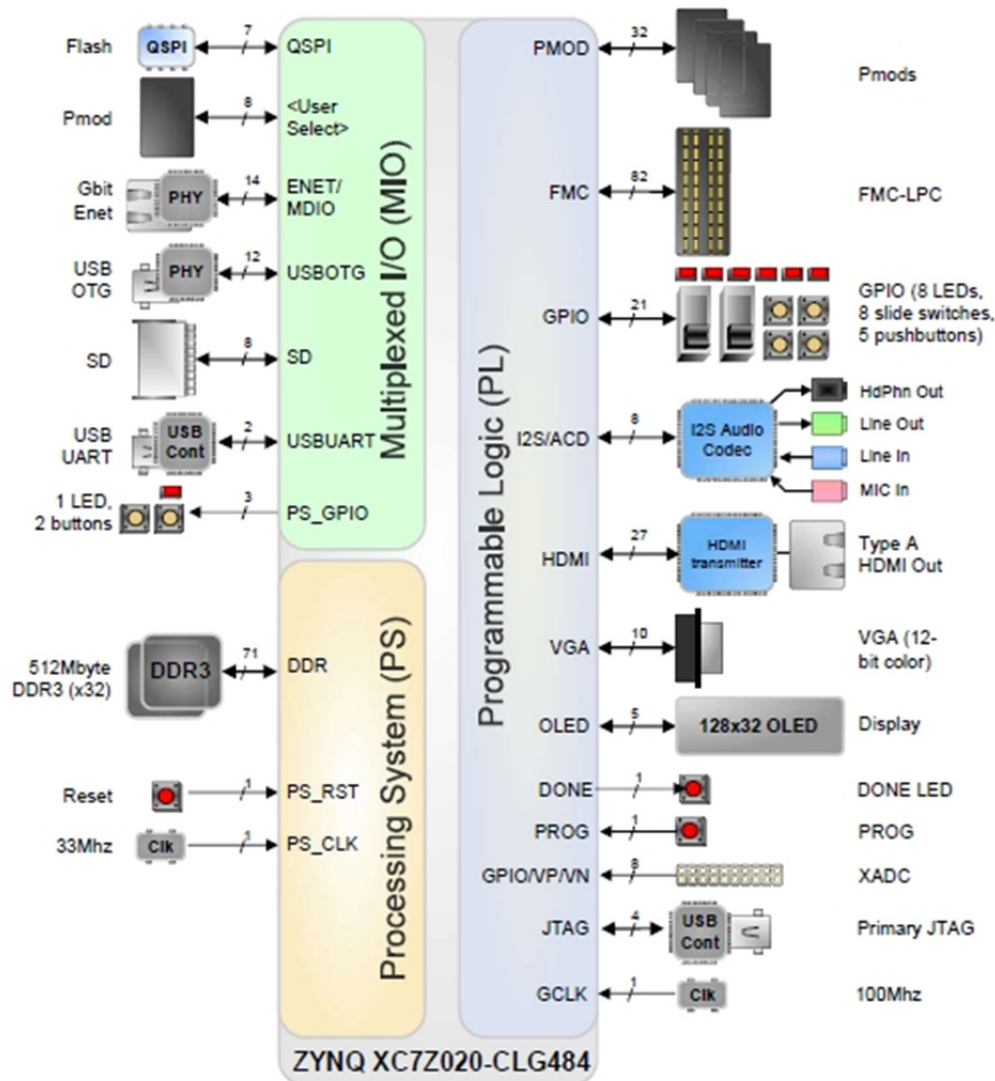 Flash
QSPI
7
QSPI
Pmod
8
<User
Select>
Gbit
Enet
PHY
14
ENET/
MDIO
USB
OTG
PHY
12
USBOTG
SD
8
SD
USB
UART
USB
Cont
2
USBUART
1 LED,
2 buttons
3
PS_GPIO
Multiplexed I/O (MIO)
512Mbyte
DDR3 (x32)
DDR3
71
DDR
Reset
1
PS_RST
33Mhz
Clk
1
PS_CLK
Processing System (PS)
Programmable Logic (PL)
PMOD
32
Pmods
FMC
82
FMC-LPC
GPIO
21
GPIO (8 LEDs,
8 slide switches,
5 pushbuttons)
I2S/ACD
8
I2S Audio
Codec
HdPhn Out
Line Out
Line In
MIC In
HDMI
27
HDMI
transmitter
Type A
HDMI Out
VGA
10
VGA (12-
bit color)
OLED
5
128x32 OLED
Display
DONE
1
DONE LED
PROG
1
PROG
GPIO/VP/VN
8
XADC
JTAG
4
USB
Cont
Primary JTAG
GCLK
1
Clk
100Mhz
ZYNQ XC7Z020-CLG484